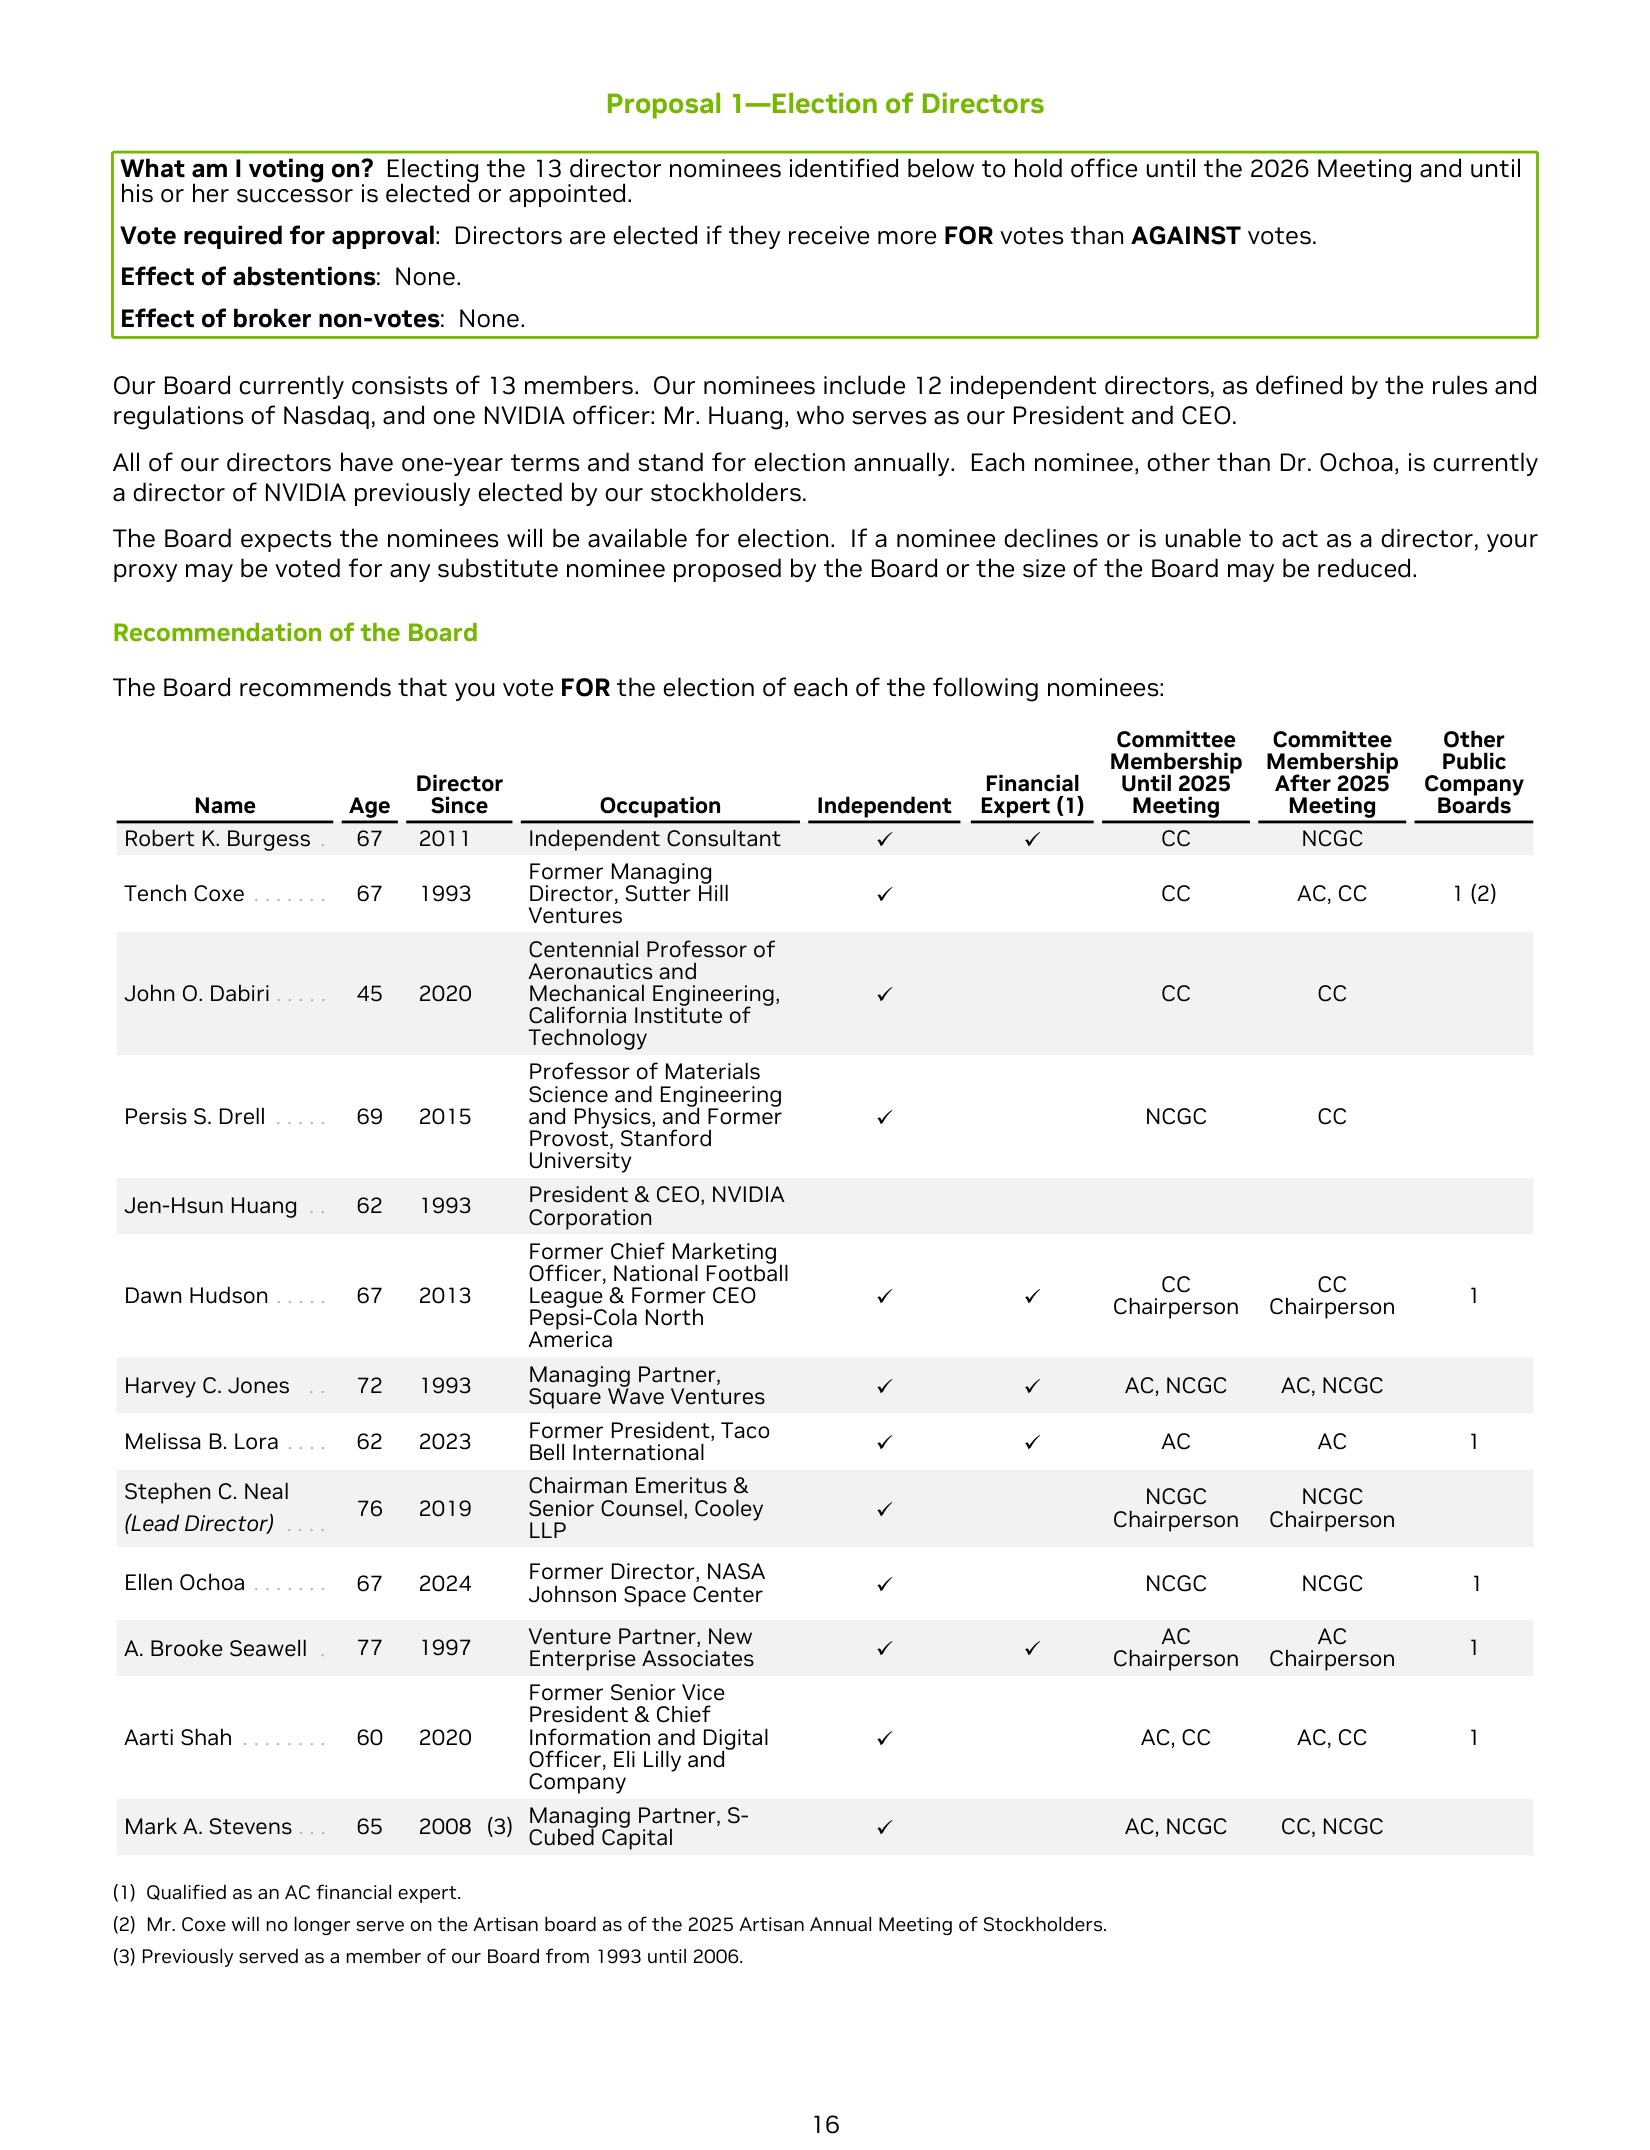 Proposal 1—Election of Directors
What am I voting on? Electing the 13 director nominees identified below to hold office until the 2026 Meeting and until
his or her successor is elected or appointed.
Vote required for approval: Directors are elected if they receive more FOR votes than AGAINST votes.
Effect of abstentions: None.
Effect of broker non-votes: None.
Our Board currently consists of 13 members. Our nominees include 12 independent directors, as defined by the rules and
regulations of Nasdaq, and one NVIDIA officer: Mr. Huang, who serves as our President and CEO.
All of our directors have one-year terms and stand for election annually. Each nominee, other than Dr. Ochoa, is currently
a director of NVIDIA previously elected by our stockholders.
The Board expects the nominees will be available for election. If a nominee declines or is unable to act as a director, your
proxy may be voted for any substitute nominee proposed by the Board or the size of the Board may be reduced.
Recommendation of the Board
The Board recommends that you vote FOR the election of each of the following nominees:
Name Age Director Since Occupation Independent Financial Expert (1) Committee Membership Until 2025 Meeting Committee Membership After 2025 Meeting Other Public Company Boards
Robert K. Burgess . 67 2011 Independent Consultant ✓ ✓ CC NCGC
Tench Coxe . . . . . . . 67 1993 Former Managing Director, Sutter Hill Ventures ✓ CC AC, CC 1 (2)
John O. Dabiri . . . . . 45 2020 Centennial Professor of Aeronautics and Mechanical Engineering, California Institute of Technology ✓ CC CC
Persis S. Drell . . . . . 69 2015 Professor of Materials Science and Engineering and Physics, and Former Provost, Stanford University ✓ NCGC CC
Jen-Hsun Huang . . 62 1993 President & CEO, NVIDIA Corporation
Dawn Hudson . . . . . 67 2013 Former Chief Marketing Officer, National Football League & Former CEO Pepsi-Cola North America ✓ ✓ CC Chairperson CC Chairperson 1
Harvey C. Jones . . 72 1993 Managing Partner, Square Wave Ventures ✓ ✓ AC, NCGC AC, NCGC
Melissa B. Lora . . . . 62 2023 Former President, Taco Bell International ✓ ✓ AC AC 1
Stephen C. Neal (Lead Director) . . . . 76 2019 Chairman Emeritus & Senior Counsel, Cooley LLP ✓ NCGC Chairperson NCGC Chairperson
Ellen Ochoa . . . . . . . 67 2024 Former Director, NASA Johnson Space Center ✓ NCGC NCGC 1
A. Brooke Seawell . 77 1997 Venture Partner, New Enterprise Associates ✓ ✓ AC Chairperson AC Chairperson 1
Aarti Shah . . . . . . . . 60 2020 Former Senior Vice President & Chief Information and Digital Officer, Eli Lilly and Company ✓ AC, CC AC, CC 1
Mark A. Stevens . . . 65 2008 (3) Managing Partner, S-Cubed Capital ✓ AC, NCGC CC, NCGC
(1) Qualified as an AC financial expert.
(2) Mr. Coxe will no longer serve on the Artisan board as of the 2025 Artisan Annual Meeting of Stockholders.
(3) Previously served as a member of our Board from 1993 until 2006.
16